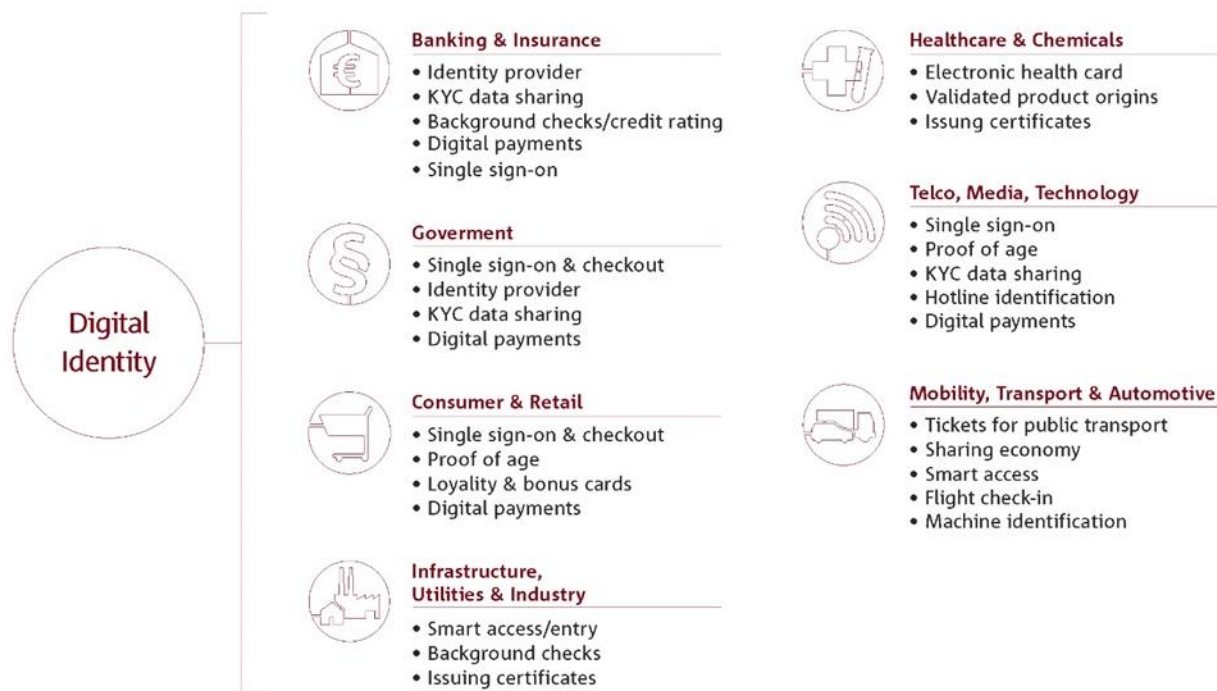 Digital
Identity
Banking & Insurance
• Identity provider
• KYC data sharing
• Background checks/credit rating
• Digital payments
• Single sign-on
Goverment
• Single sign-on & checkout
• Identity provider
• KYC data sharing
• Digital payments
Consumer & Retail
• Single sign-on & checkout
• Proof of age
• Loyality & bonus cards
• Digital payments
Infrastructure,
Utilities & Industry
• Smart access/entry
• Background checks
• Issuing certificates
Healthcare & Chemicals
• Electronic health card
• Validated product origins
• Issung certificates
Telco, Media, Technology
• Single sign-on
• Proof of age
• KYC data sharing
• Hotline identification
• Digital payments
Mobility, Transport & Automotive
• Tickets for public transport
• Sharing economy
• Smart access
• Flight check-in
• Machine identification